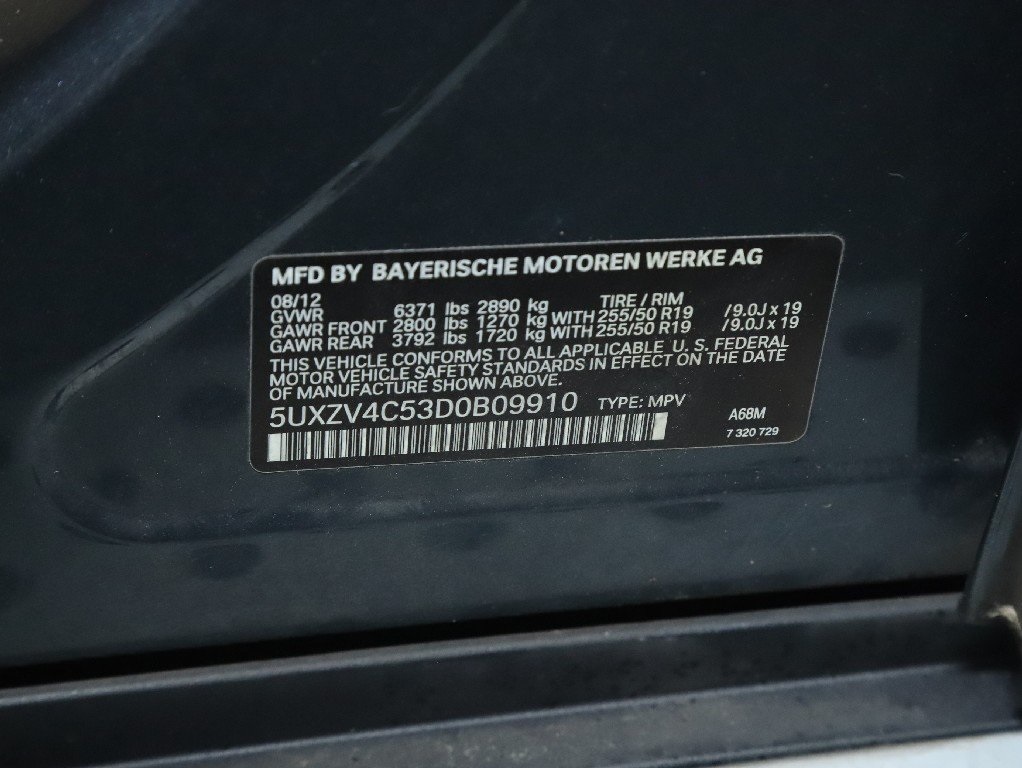 MFD BY BAYERISCHE MOTOREN WERKE AG
08/12
GVWR 6371 lbs 2890 kg TIRE / RIM
GAWR FRONT 2800 lbs 1270 kg WITH 255/50 R19 /9.0J x 19
GAWR REAR 3792 lbs 1720 kg WITH 255/50 R19 /9.0J x 19
THIS VEHICLE CONFORMS TO ALL APPLICABLE U. S. FEDERAL
MOTOR VEHICLE SAFETY STANDARDS IN EFFECT ON THE DATE
OF MANUFACTURE SHOWN ABOVE.
5UXZV4C53D0B09910 TYPE: MPV A68M
7 320 729